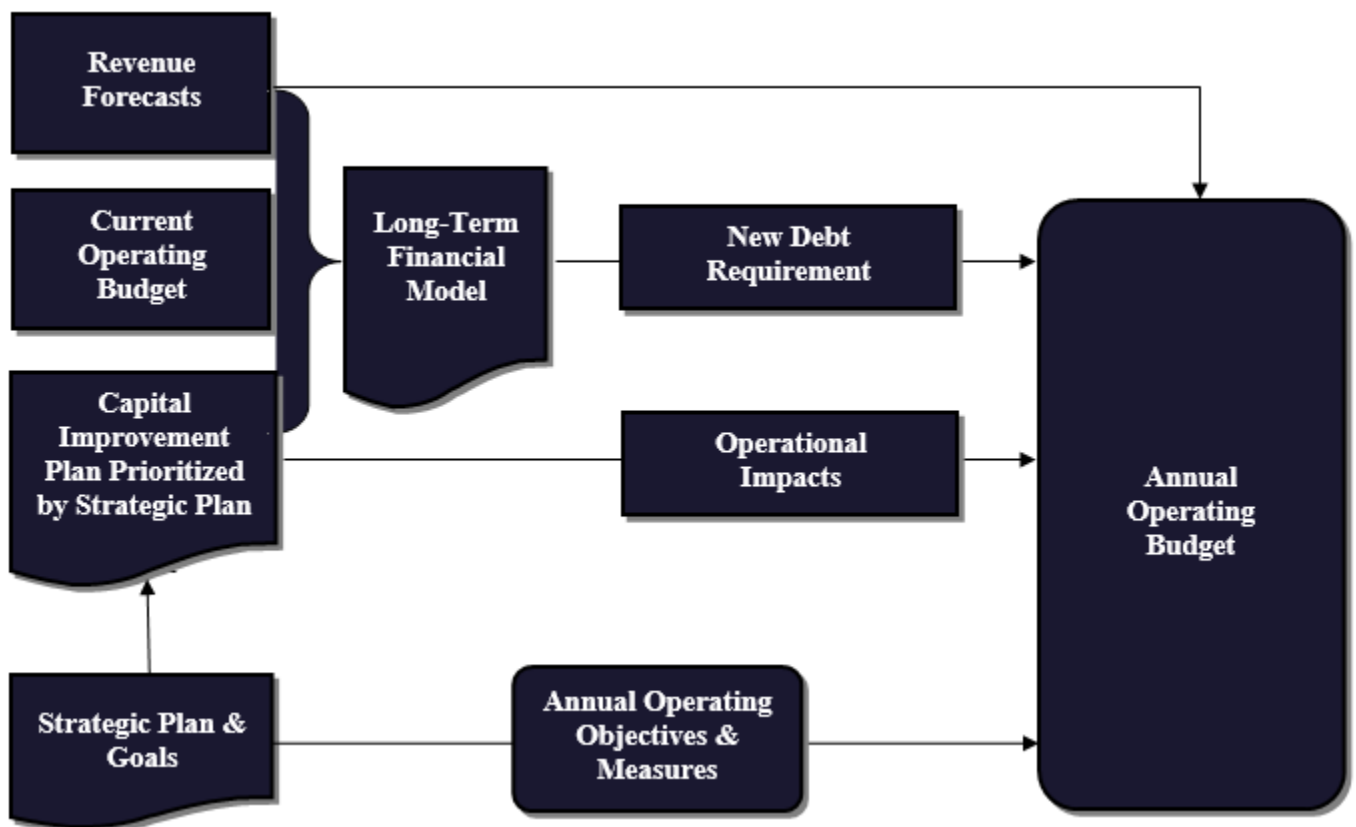 Revenue
Forecasts
Current
Operating
Budget
Long-Term
Financial
Model
New Debt
Requirement
Capital
Improvement
Plan Prioritized
by Strategic Plan
Operational
Impacts
Annual
Operating
Budget
Strategic Plan &
Goals
Annual Operating
Objectives &
Measures